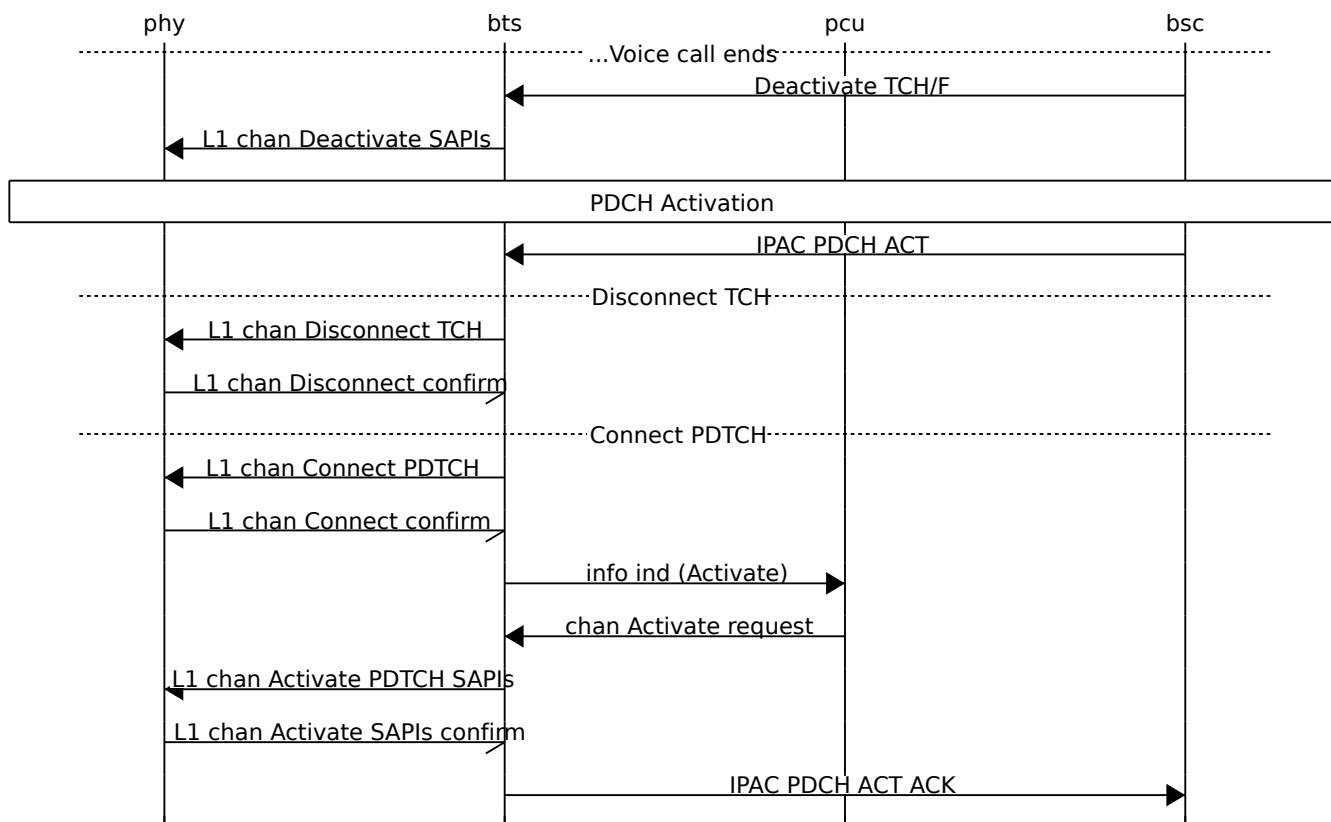 phy bts pcu bsc
...Voice call ends
Deactivate TCH/F
L1 chan Deactivate SAPIs
PDCH Activation
IPAC PDCH ACT
Disconnect TCH
L1 chan Disconnect TCH
L1 chan Disconnect confirm
Connect PDTCH
L1 chan Connect PDTCH
L1 chan Connect confirm
info ind (Activate)
chan Activate request
L1 chan Activate PDTCH SAPIs
L1 chan Activate SAPIs confirm
IPAC PDCH ACT ACK